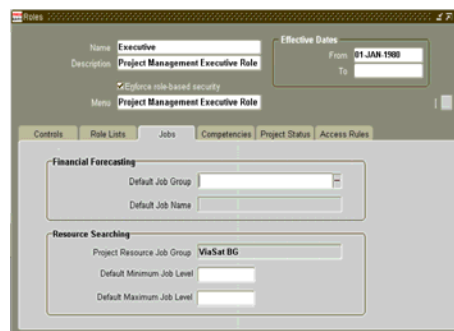 Roles
Effective Dates
Name Executive
From 01-JAN-1980
Description Project Management Executive Role
To
Enforce role-based security
Menu Project Management Executive Role
Controls Role Lists Jobs Competencies Project Status Access Rules
Financial Forecasting
Default Job Group
Default Job Name
Resource Searching
Project Resource Job Group ViaSat BG
Default Minimum Job Level
Default Maximum Job Level